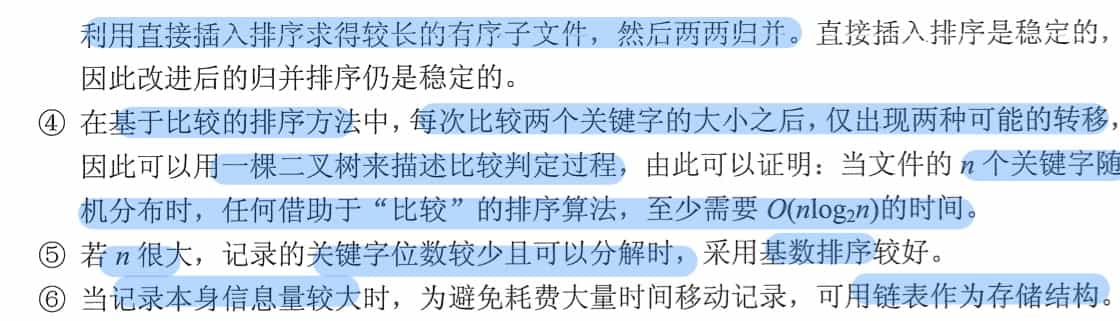 利用直接插入排序求得较长的有序子文件，然后两两归并。直接插入排序是稳定的，
因此改进后的归并排序仍是稳定的。
④ 在基于比较的排序方法中，每次比较两个关键字的大小之后，仅出现两种可能的转移，
因此可以用一棵二叉树来描述比较判定过程，由此可以证明：当文件的 n 个关键字随
机分布时，任何借助于“比较”的排序算法，至少需要 O(nlog₂n)的时间。
⑤ 若 n 很大，记录的关键字位数较少且可以分解时，采用基数排序较好。
⑥ 当记录本身信息量较大时，为避免耗费大量时间移动记录，可用链表作为存储结构。